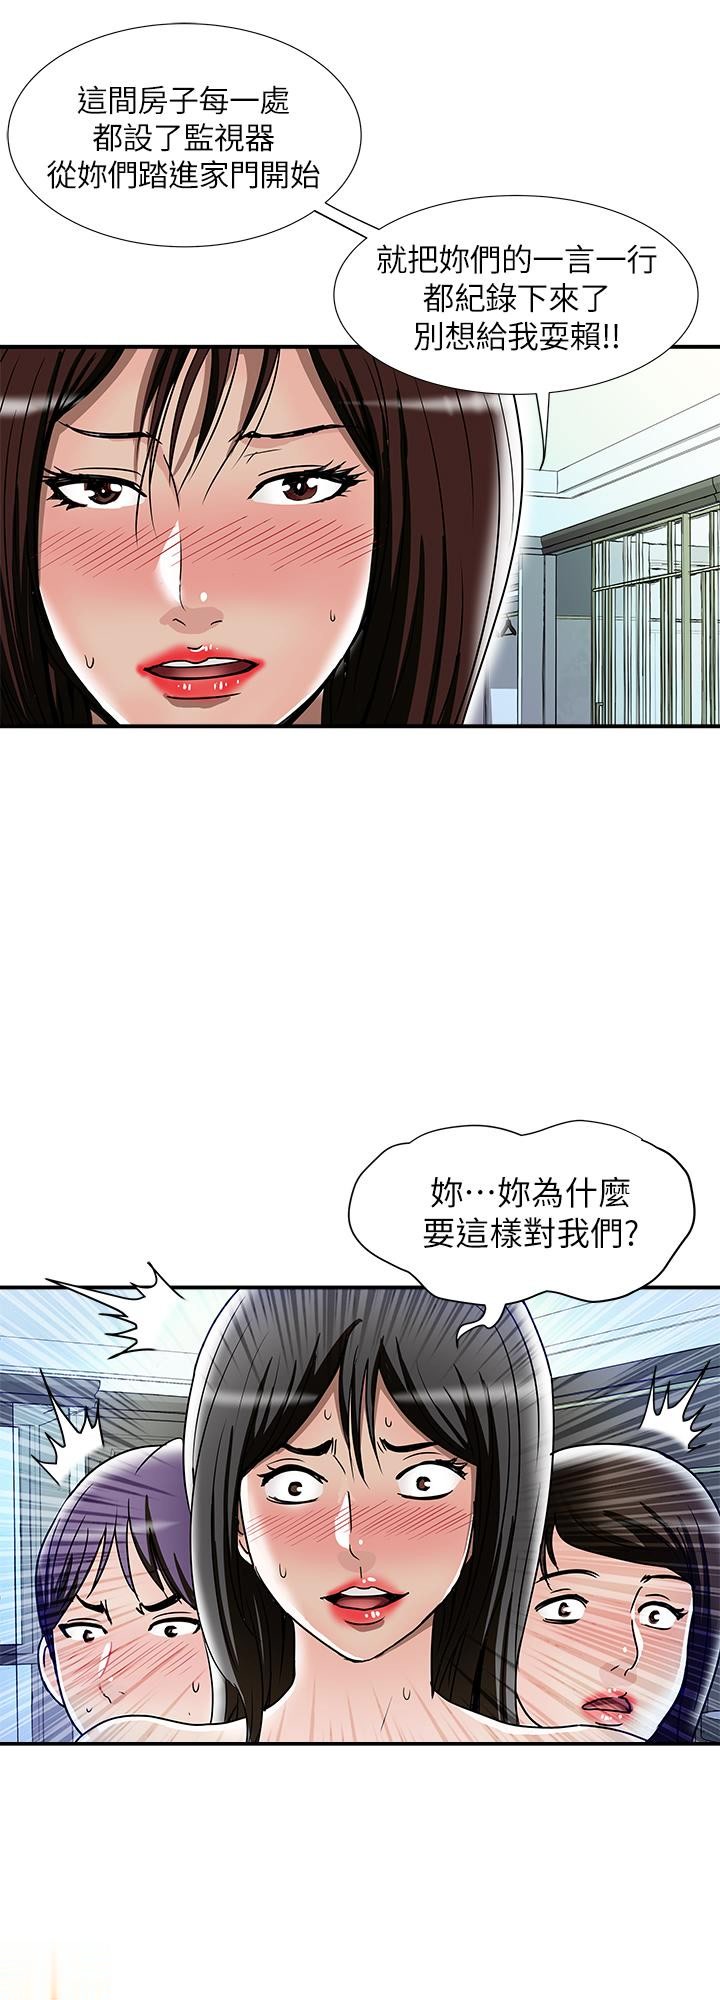 這間房子每一處
都設了監視器
從妳們踏進家門開始
就把妳們的一言一行
都紀錄下來了
別想給我耍賴!!
妳⋯妳為什麼
要這樣對我們?